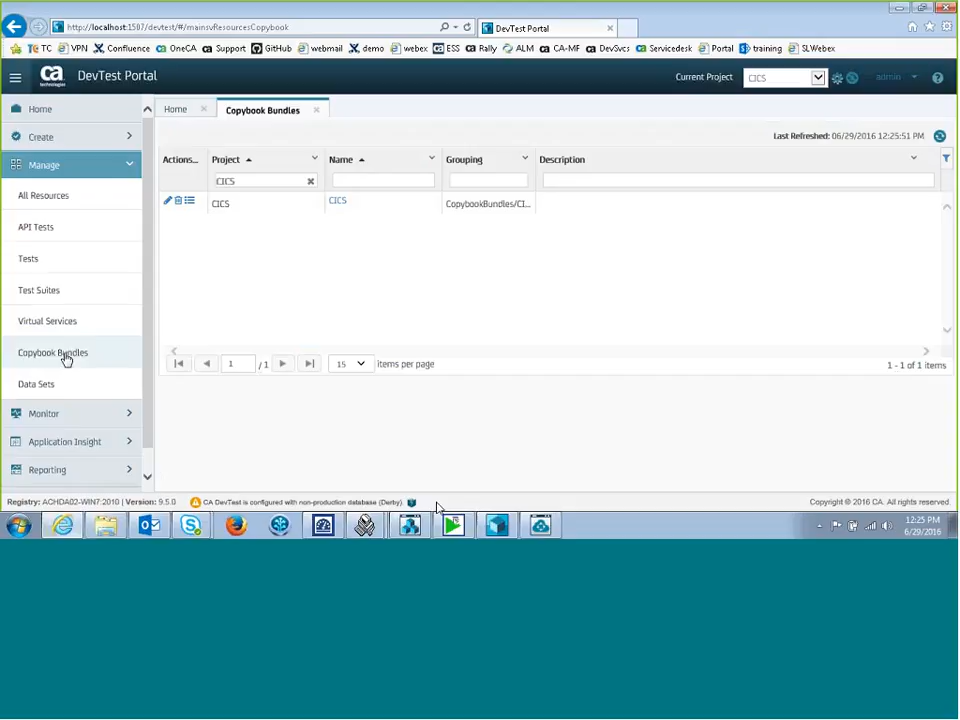 http://localhost:1507/devtest/#/mainsvResourcesCopybook
DevTest Portal
TC VPN Confluence OneCA Support GitHub webmail demo webex ESS Rally ALM CA-MF DevSvcs Servicedesk Portal training SLWebex
ca technologies DevTest Portal
Current Project CICS admin
Home
Create
Manage
All Resources
API Tests
Tests
Test Suites
Virtual Services
Copybook Bundles
Data Sets
Monitor
Application Insight
Reporting
Home Copybook Bundles
Last Refreshed: 06/29/2016 12:25:51 PM
Actions... Project Name Grouping Description
CICS
CICS CICS CopybookBundles/CI...
1 / 1 15 items per page
1 - 1 of 1 items
Registry: ACHDA02-WIN7:2010 | Version: 9.5.0 CA DevTest is configured with non-production database (Derby). Copyright © 2016 CA. All rights reserved.
12:25 PM
6/29/2016